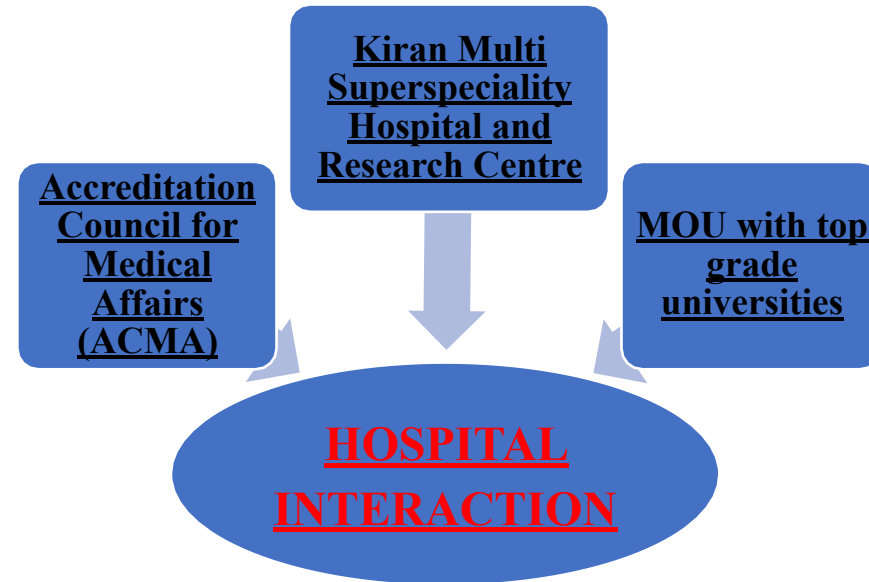 Kiran Multi
Superspeciality
Hospital and
Research Centre
Accreditation
Council for
Medical
Affairs
(ACMA)
MOU with top
grade
universities
HOSPITAL
INTERACTION